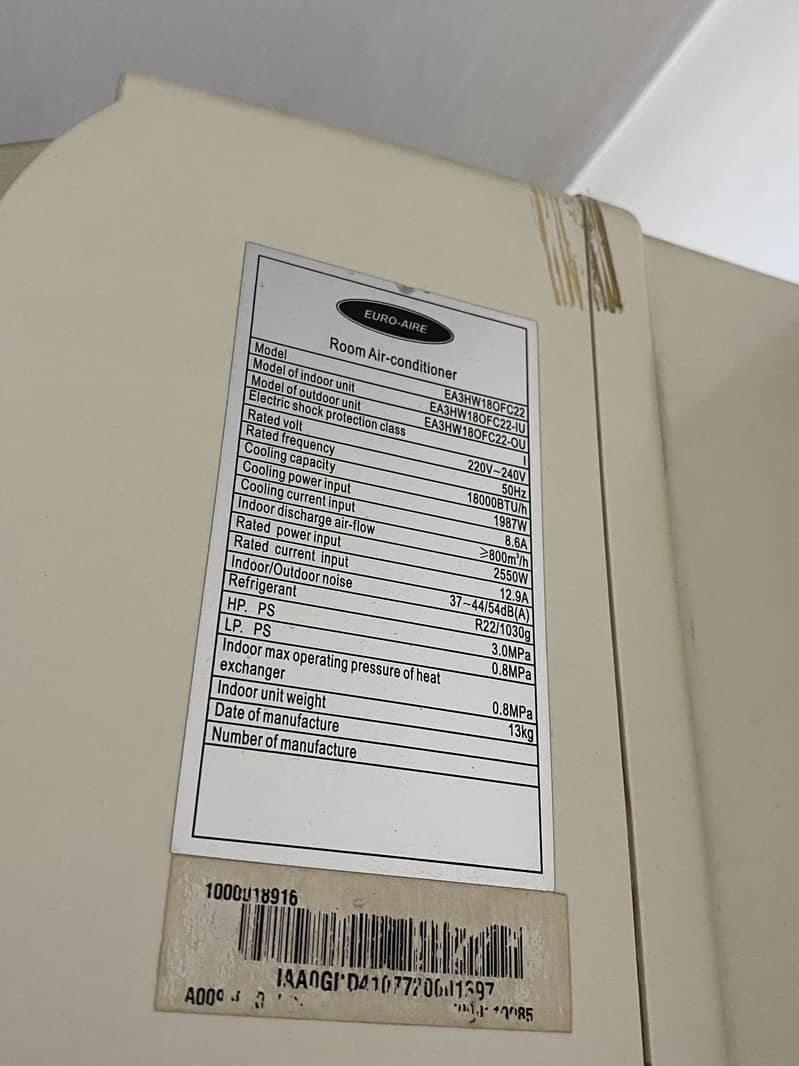 EURO-AIRE
Room Air-conditioner
Model EA3HW18OFC22
Model of indoor unit EA3HW18OFC22-IU
Model of outdoor unit EA3HW18OFC22-OU
Electric shock protection class I
Rated volt 220V~240V
Rated frequency 50Hz
Cooling capacity 18000BTU/h
Cooling power input 1987W
Cooling current input 8.6A
Indoor discharge air-flow ≥800m³/h
Rated power input 2550W
Rated current input 12.9A
Indoor/Outdoor noise 37~44/54dB(A)
Refrigerant R22/1030g
HP. PS 3.0MPa
LP. PS 0.8MPa
Indoor max operating pressure of heat
exchanger 0.8MPa
Indoor unit weight 13kg
Date of manufacture
Number of manufacture